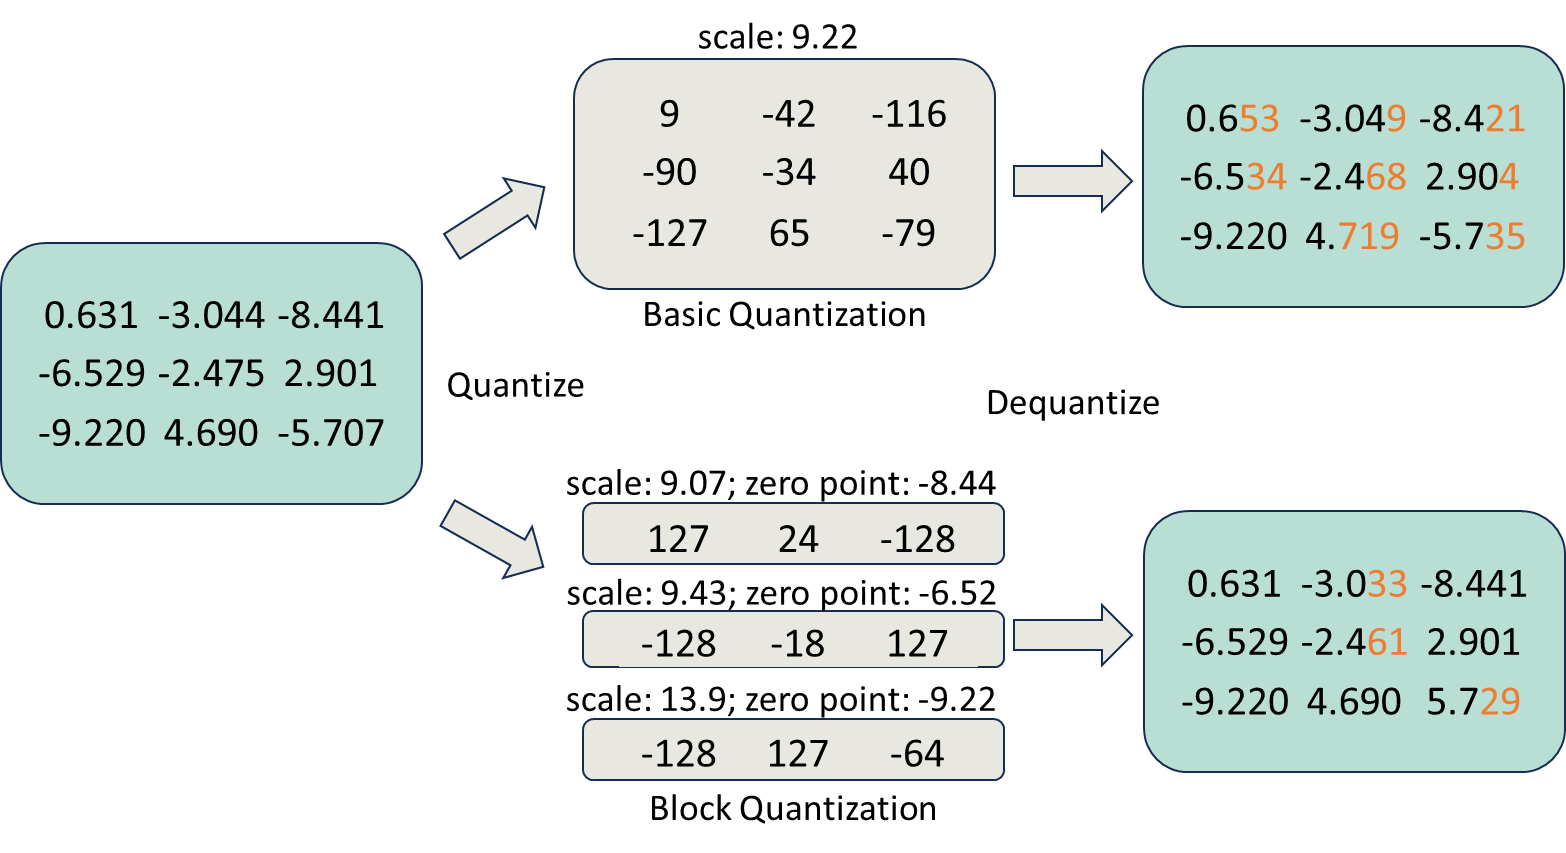 scale: 9.22
9 -42 -116
-90 -34 40
-127 65 -79
Basic Quantization
0.653 -3.049 -8.421
-6.534 -2.468 2.904
-9.220 4.719 -5.735
0.631 -3.044 -8.441
-6.529 -2.475 2.901
-9.220 4.690 -5.707
Quantize
Dequantize
scale: 9.07; zero point: -8.44
127 24 -128
scale: 9.43; zero point: -6.52
-128 -18 127
scale: 13.9; zero point: -9.22
-128 127 -64
Block Quantization
0.631 -3.033 -8.441
-6.529 -2.461 2.901
-9.220 4.690 5.729